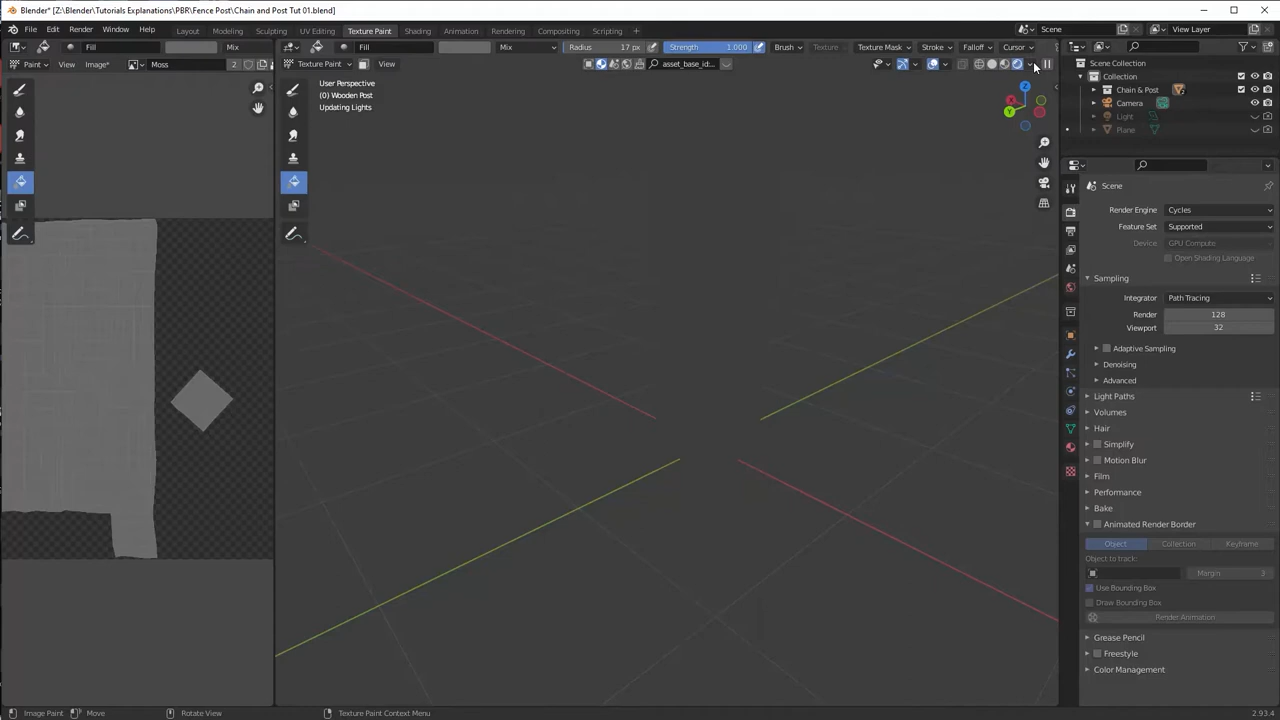 Blender* [Z:\Blender\Tutorials Explanations\PBR\Fence Post\Chain and Post Tut 01.blend]
File Edit Render Window Help Layout Modeling Sculpting UV Editing Texture Paint Shading Animation Rendering Compositing Scripting Scene View Layer
Fill Mix Fill Mix Radius 17 px Strength 1.000 Brush Texture Texture Mask Stroke Falloff Cursor
Paint View Image* Moss 2 Texture Paint View asset_base_id:...
User Perspective
(0) Wooden Post
Updating Lights
Z
X
Y
Scene Collection
Collection
Chain & Post
Camera
Light
Plane
Scene
Render Engine Cycles
Feature Set Supported
Device GPU Compute
Open Shading Language
Sampling
Integrator Path Tracing
Render 128
Viewport 32
Adaptive Sampling
Denoising
Advanced
Light Paths
Volumes
Hair
Simplify
Motion Blur
Film
Performance
Bake
Animated Render Border
Object Collection Keyframe
Object to track:
Margin 3
Use Bounding Box
Draw Bounding Box
Render Animation
Grease Pencil
Freestyle
Color Management
Image Paint Move Rotate View Texture Paint Context Menu 2.93.4